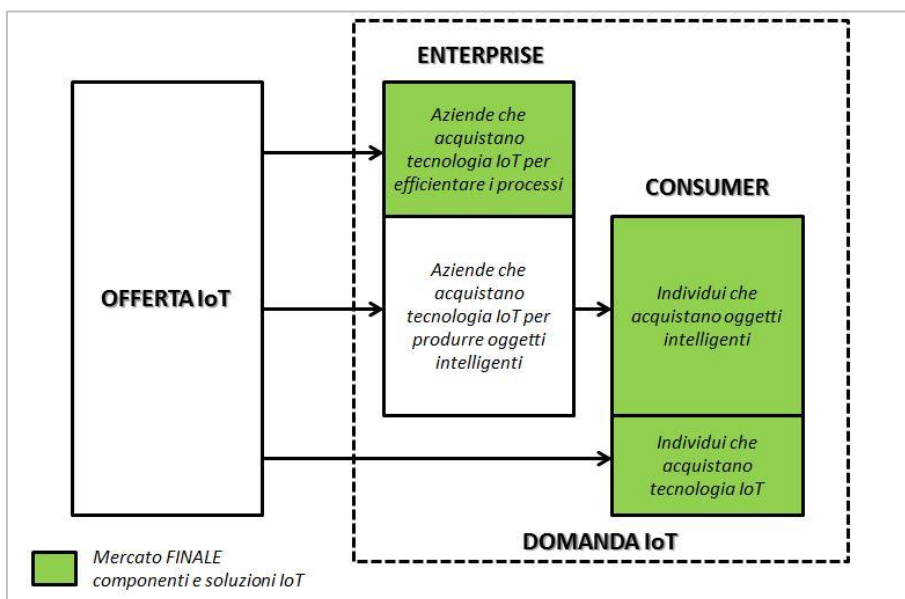 ENTERPRISE
Aziende che
acquistano
tecnologia IoT per
efficientare i processi
CONSUMER
OFFERTA IoT
Aziende che
acquistano
tecnologia IoT per
produrre oggetti
intelligenti
Individui che
acquistano oggetti
intelligenti
Individui che
acquistano
tecnologia IoT
DOMANDA IoT
Mercato FINALE
componenti e soluzioni IoT